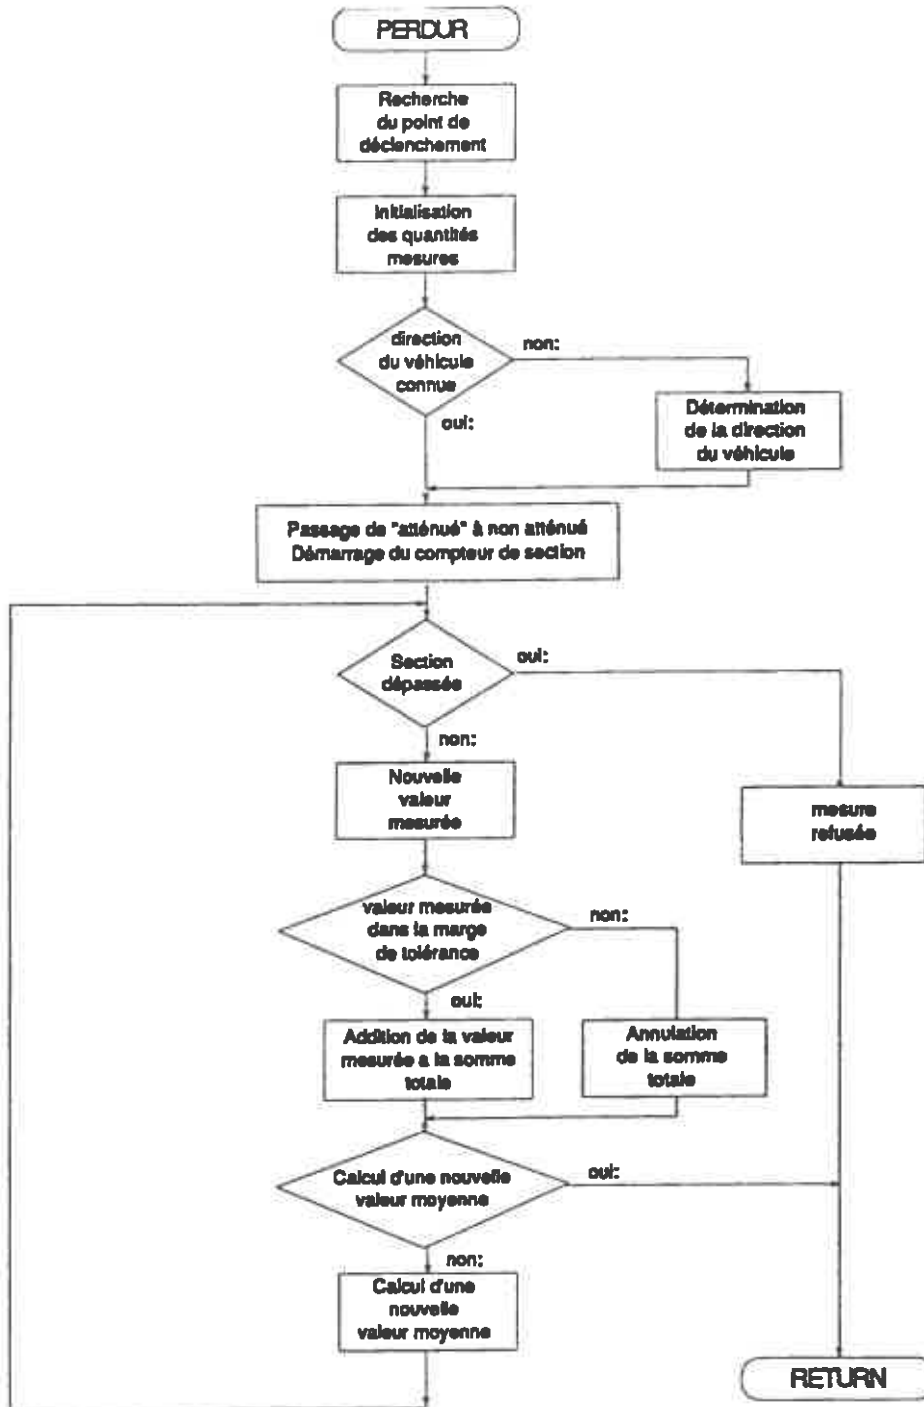 PERDUR
Recherche
du point de
déclenchement
Initialisation
des quantités
mesures
direction
du véhicule
connue
non:
oui:
Détermination
de la direction
du véhicule
Passage de "atténué" à non atténué
Démarrage du compteur de section
Section
dépassée
oui:
non:
Nouvelle
valeur
mesurée
mesure
refusée
valeur mesurée
dans la marge
de tolérance
non:
oui:
Addition de la valeur
mesurée a la somme
totale
Annulation
de la somme
totale
Calcul d'une nouvelle
valeur moyenne
oui:
non:
Calcul d'une
nouvelle
valeur moyenne
RETURN